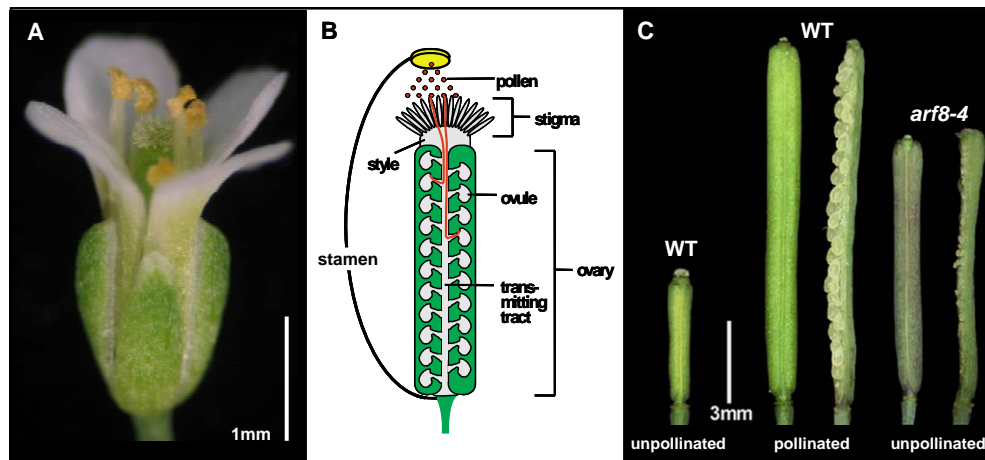 A
1mm
B
pollen
stigma
style
ovule
stamen
ovary
trans-
mitting
tract
C
WT
arf8-4
WT
3mm
unpollinated
pollinated
unpollinated